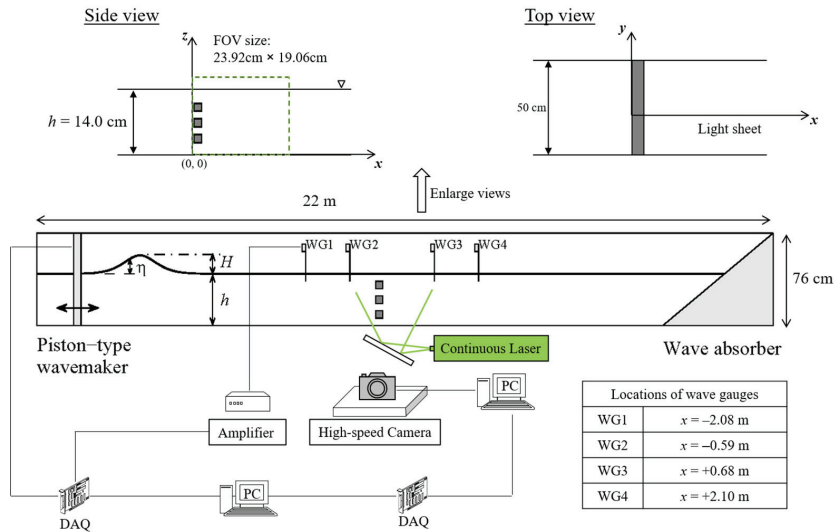 Side view
z
FOV size:
23.92cm × 19.06cm
h = 14.0 cm
(0, 0)
x
Top view
y
50 cm
x
Light sheet
Enlarge views
22 m
WG1
WG2
WG3
WG4
H
η
h
76 cm
Piston−type
wavemaker
Continuous Laser
Wave absorber
PC
Amplifier
High-speed Camera
Locations of wave gauges
WG1 x = –2.08 m
WG2 x = –0.59 m
WG3 x = +0.68 m
WG4 x = +2.10 m
PC
DAQ
DAQ